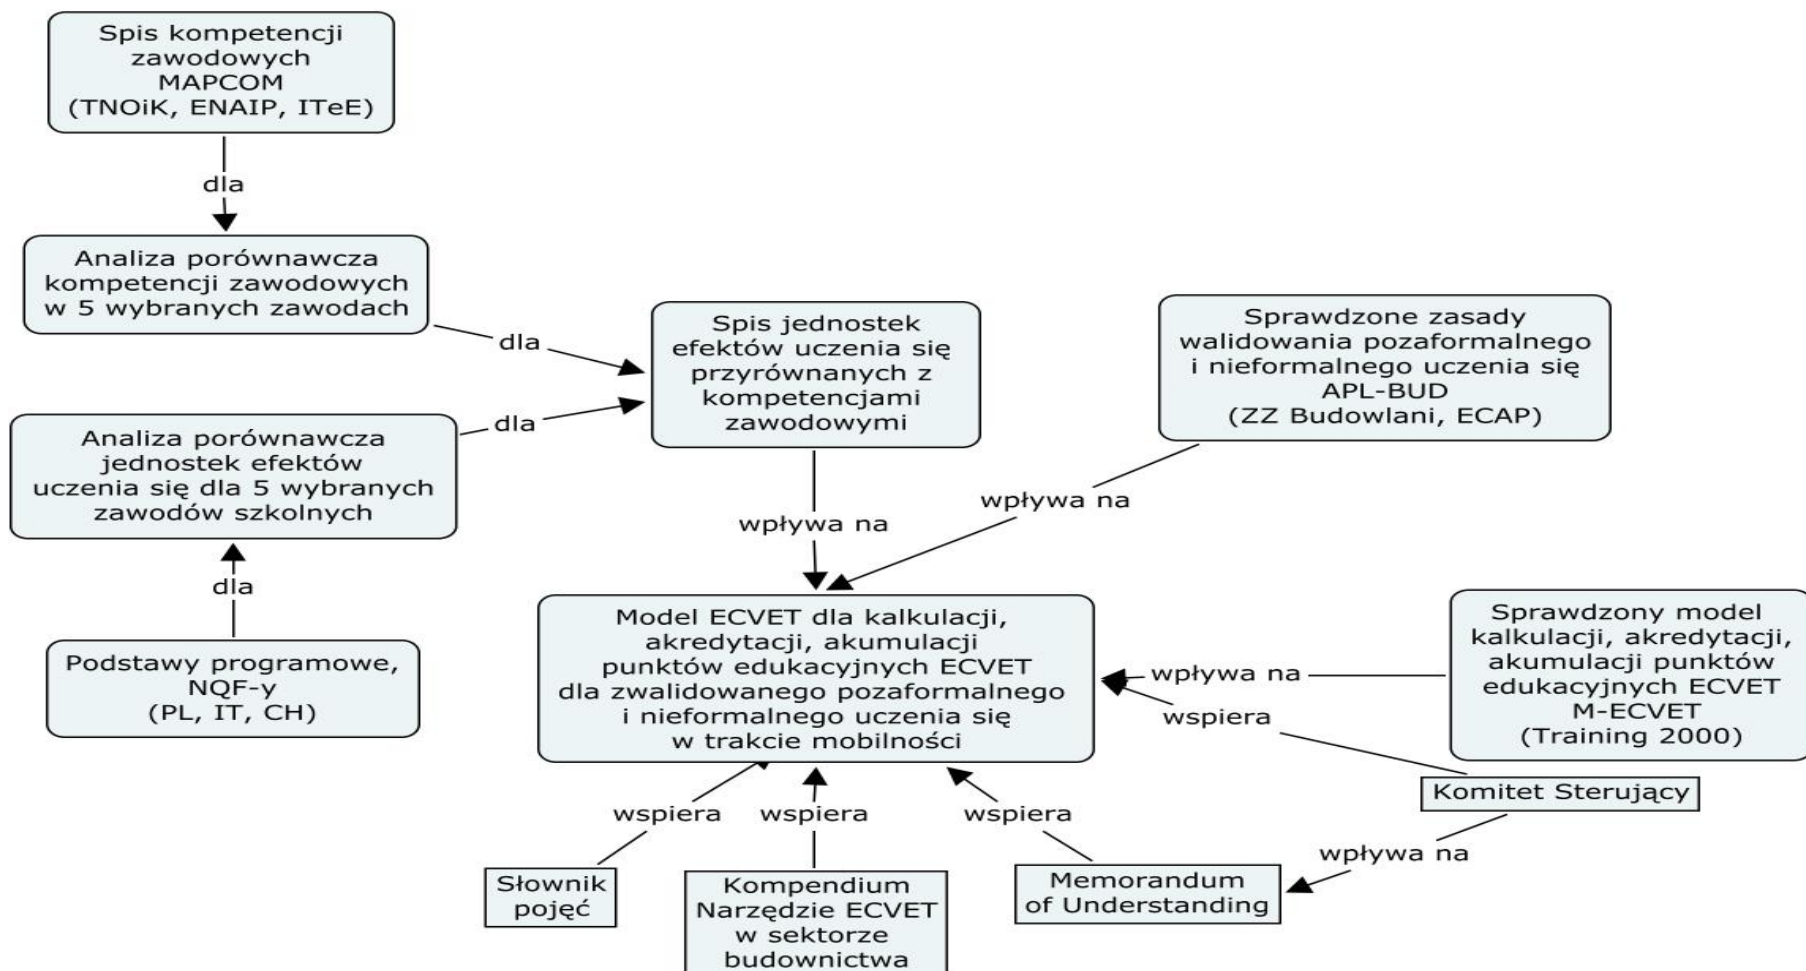 Spis kompetencji
zawodowych
MAPCOM
(TNOiK, ENAIP, ITeE)
dla
Analiza porównawcza
kompetencji zawodowych
w 5 wybranych zawodach
dla
Spis jednostek
efektów uczenia się
przyrównanych z
kompetencjami
zawodowymi
Sprawdzone zasady
walidowania pozaformalnego
i nieformalnego uczenia się
APL-BUD
(ZZ Budowlani, ECAP)
Analiza porównawcza
jednostek efektów
uczenia się dla 5 wybranych
zawodów szkolnych
dla
dla
Podstawy programowe,
NQF-y
(PL, IT, CH)
wpływa na
wpływa na
Model ECVET dla kalkulacji,
akredytacji, akumulacji
punktów edukacyjnych ECVET
dla zwalidowanego pozaformalnego
i nieformalnego uczenia się
w trakcie mobilności
wpływa na
wspiera
Sprawdzony model
kalkulacji, akredytacji,
akumulacji punktów
edukacyjnych ECVET
M-ECVET
(Training 2000)
Komitet Sterujący
wspiera
wspiera
wspiera
wpływa na
Słownik
pojęć
Kompendium
Narzędzie ECVET
w sektorze
budownictwa
Memorandum
of Understanding